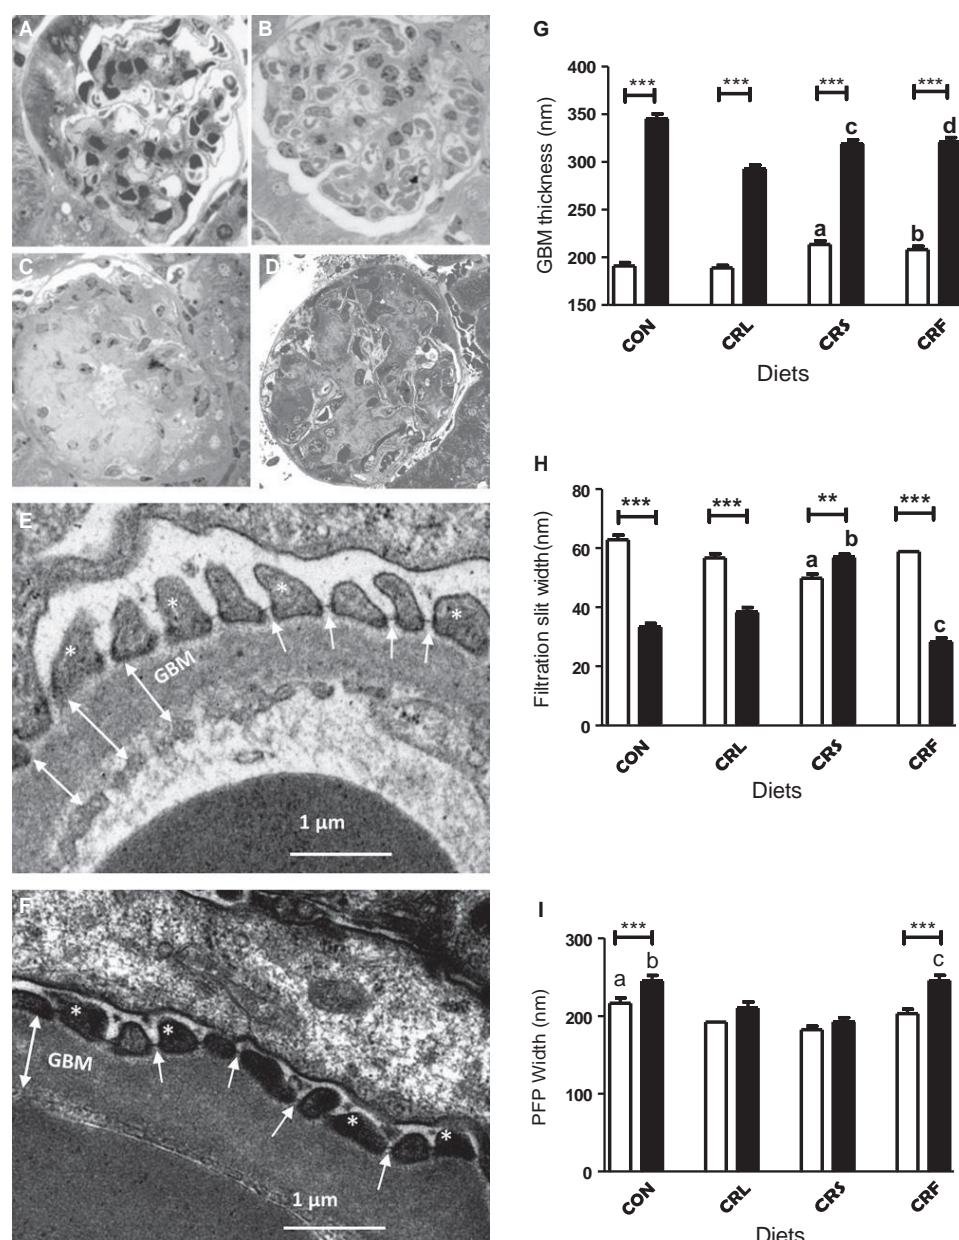 A
B
C
D
E
*
*
*
*
GBM
1 μm
F
*
*
*
*
GBM
1 μm
G
GBM thickness (nm)
400
350
300
250
200
150
***
***
***
***
c
d
a
b
CON
CRL
CRS
CRF
Diets
H
Filtration slit width(nm)
80
60
40
20
0
***
***
**
***
a
b
c
CON
CRL
CRS
CRF
Diets
I
PFP Width (nm)
300
200
100
0
***
***
a
b
c
CON
CRL
CRS
CRF
Diets